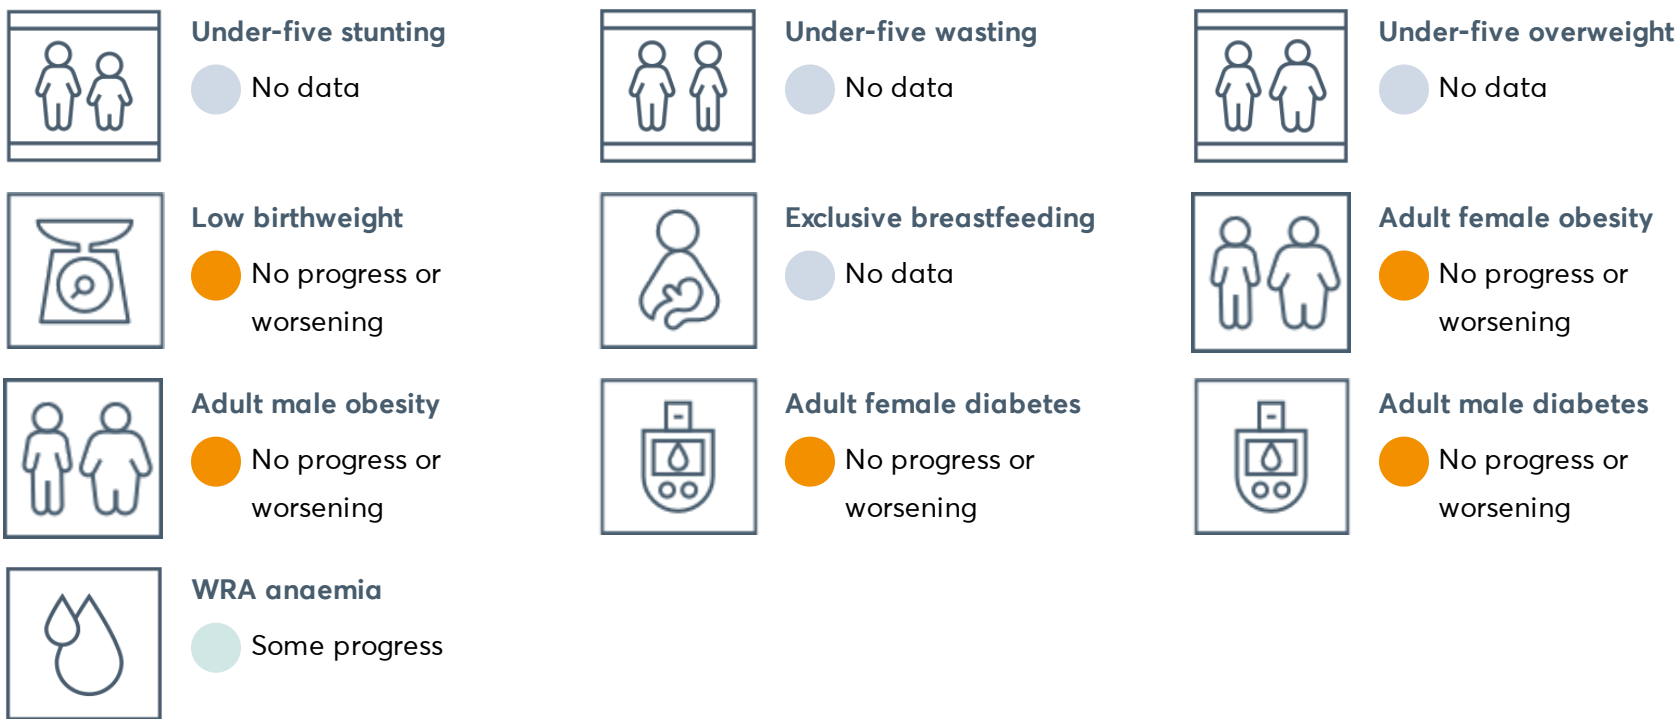 Under-five stunting
No data
Under-five wasting
No data
Under-five overweight
No data
Low birthweight
No progress or
worsening
Exclusive breastfeeding
No data
Adult female obesity
No progress or
worsening
Adult male obesity
No progress or
worsening
Adult female diabetes
No progress or
worsening
Adult male diabetes
No progress or
worsening
WRA anaemia
Some progress